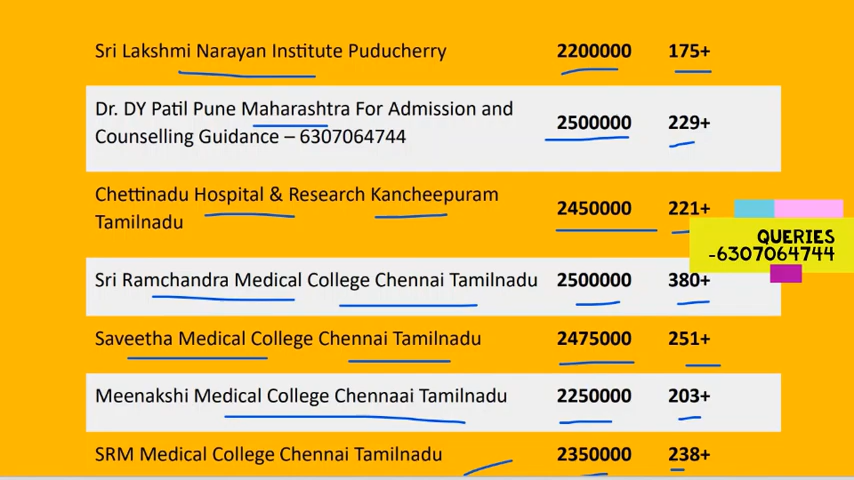 Sri Lakshmi Narayan Institute Puducherry 2200000 175+
Dr. DY Patil Pune Maharashtra For Admission and
Counselling Guidance – 6307064744 2500000 229+
Chettinadu Hospital & Research Kancheepuram
Tamilnadu 2450000 221+
QUERIES
-6307064744
Sri Ramchandra Medical College Chennai Tamilnadu 2500000 380+
Saveetha Medical College Chennai Tamilnadu 2475000 251+
Meenakshi Medical College Chennaai Tamilnadu 2250000 203+
SRM Medical College Chennai Tamilnadu 2350000 238+